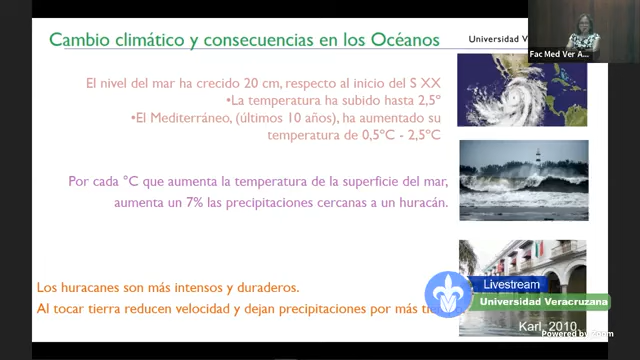 Cambio climático y consecuencias en los Océanos
Universidad V
Fac Med Ver A...
El nivel del mar ha crecido 20 cm, respecto al inicio del S XX
•La temperatura ha subido hasta 2,5º
•El Mediterráneo, (últimos 10 años), ha aumentado su
temperatura de 0,5ºC - 2,5ºC
Por cada °C que aumenta la temperatura de la superficie del mar,
aumenta un 7% las precipitaciones cercanas a un huracán.
Los huracanes son más intensos y duraderos.
Al tocar tierra reducen velocidad y dejan precipitaciones por más
Livestream
Universidad Veracruzana
Karl, 2010
Powered by Zoom